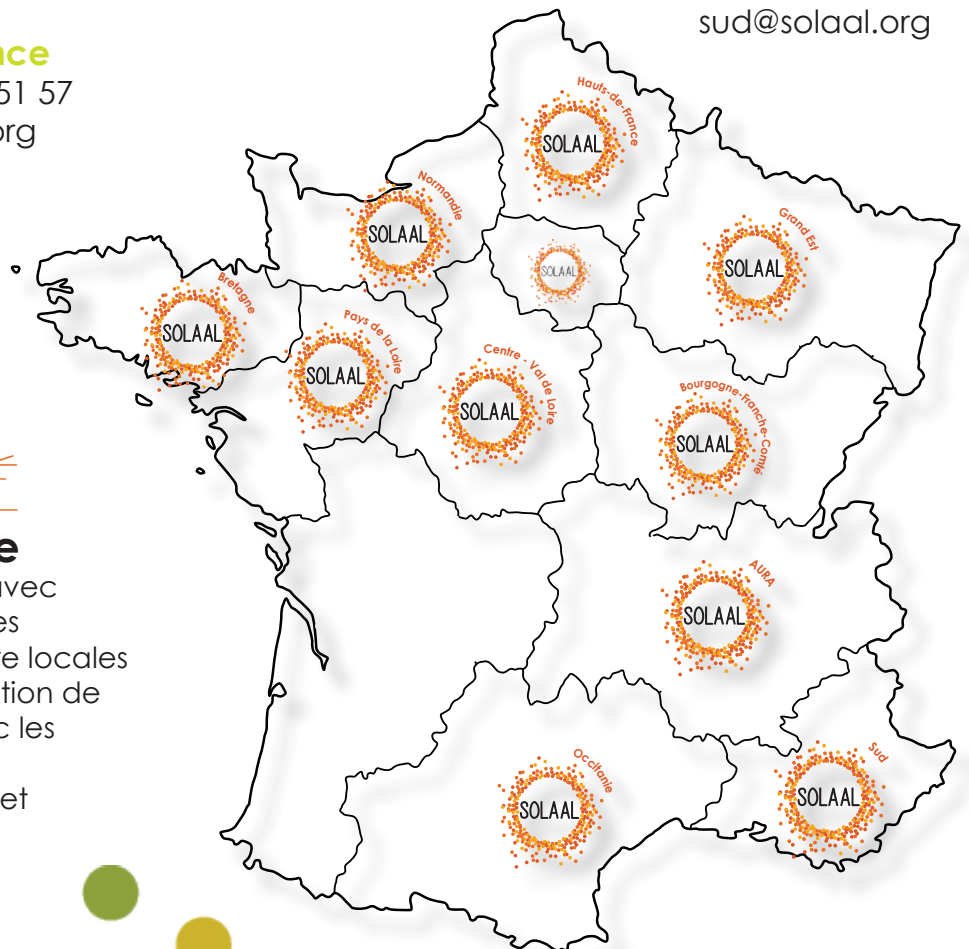 sud@solaal.org
nce
51 57
org
Hauts-de-France
SOLAAL
Normandie
SOLAAL
Grand Est
SOLAAL
SOLAAL
Bretagne
SOLAAL
Pays de la Loire
SOLAAL
Centre - Val de Loire
SOLAAL
Bourgogne-Franche-Comté
SOLAAL
e
avec
es
re locales
tion de
c les
et
AURA
SOLAAL
Occitanie
SOLAAL
Sud
SOLAAL